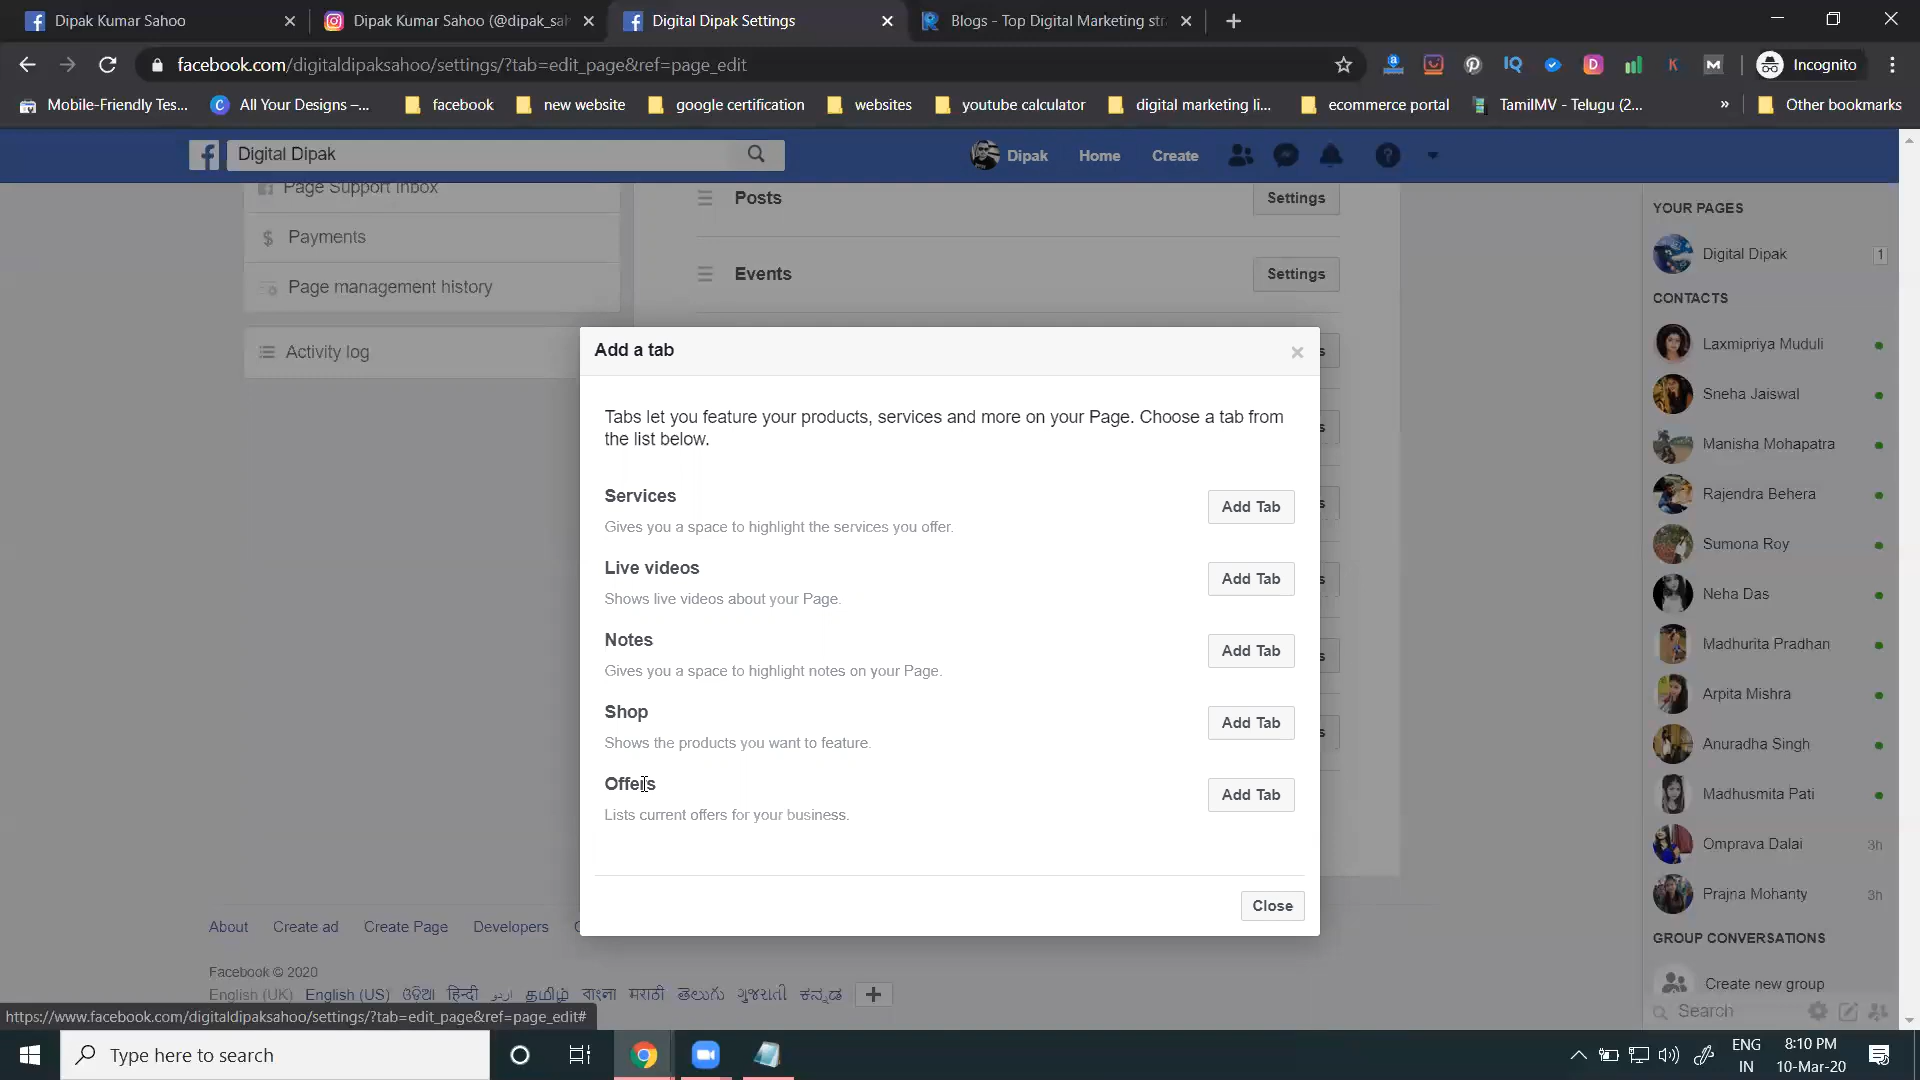 Dipak Kumar Sahoo
Dipak Kumar Sahoo (@dipak_sah
Digital Dipak Settings
Blogs - Top Digital Marketing str
facebook.com/digitaldipaksahoo/settings/?tab=edit_page&ref=page_edit
Incognito
Mobile-Friendly Tes...
All Your Designs –...
facebook
new website
google certification
websites
youtube calculator
digital marketing li...
ecommerce portal
TamilMV - Telugu (2...
»
Other bookmarks
Digital Dipak
Dipak
Home
Create
Page Support Inbox
Payments
Page management history
Activity log
Posts
Settings
Events
Settings
Add a tab
Tabs let you feature your products, services and more on your Page. Choose a tab from
the list below.
Services
Gives you a space to highlight the services you offer.
Add Tab
Live videos
Shows live videos about your Page.
Add Tab
Notes
Gives you a space to highlight notes on your Page.
Add Tab
Shop
Shows the products you want to feature.
Add Tab
Offers
Lists current offers for your business.
Add Tab
Close
YOUR PAGES
Digital Dipak
1
CONTACTS
Laxmipriya Muduli
Sneha Jaiswal
Manisha Mohapatra
Rajendra Behera
Sumona Roy
Neha Das
Madhurita Pradhan
Arpita Mishra
Anuradha Singh
Madhusmita Pati
Omprava Dalai
3h
Prajna Mohanty
3h
GROUP CONVERSATIONS
Create new group
Search
About
Create ad
Create Page
Developers
Facebook © 2020
English (UK)
English (US)
ଓଡ଼ିଆ
हिन्दी
اردو
தமிழ்
বাংলা
मराठी
తెలుగు
ગુજરાતી
ಕನ್ನಡ
https://www.facebook.com/digitaldipaksahoo/settings/?tab=edit_page&ref=page_edit#
Type here to search
ENG
IN
8:10 PM
10-Mar-20